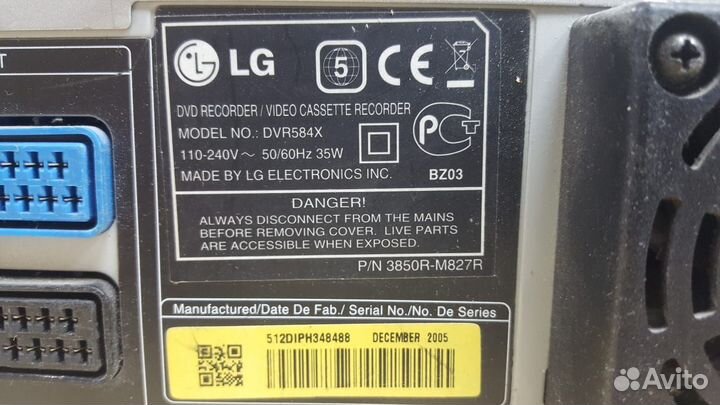 T
LG
5
CE
DVD RECORDER / VIDEO CASSETTE RECORDER
MODEL NO.: DVR584X
110-240V ~ 50/60Hz 35W
MADE BY LG ELECTRONICS INC.
PCT
BZ03
DANGER!
ALWAYS DISCONNECT FROM THE MAINS
BEFORE REMOVING COVER. LIVE PARTS
ARE ACCESSIBLE WHEN EXPOSED.
P/N 3850R-M827R
Manufactured/Date De Fab./ Serial No./No. De Series
512DIPH348488 DECEMBER 2005
Avito